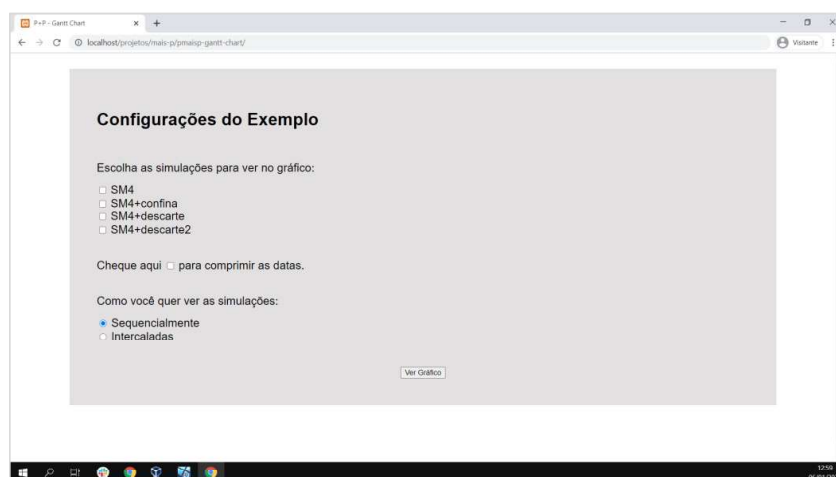 P+P - Gantt Chart
localhost/projetos/mais-p/pmaisp-gantt-chart/
Visitante
Configurações do Exemplo
Escolha as simulações para ver no gráfico:
SM4
SM4+confina
SM4+descarte
SM4+descarte2
Cheque aqui para comprimir as datas.
Como você quer ver as simulações:
Sequencialmente
Intercaladas
Ver Gráfico
12:59